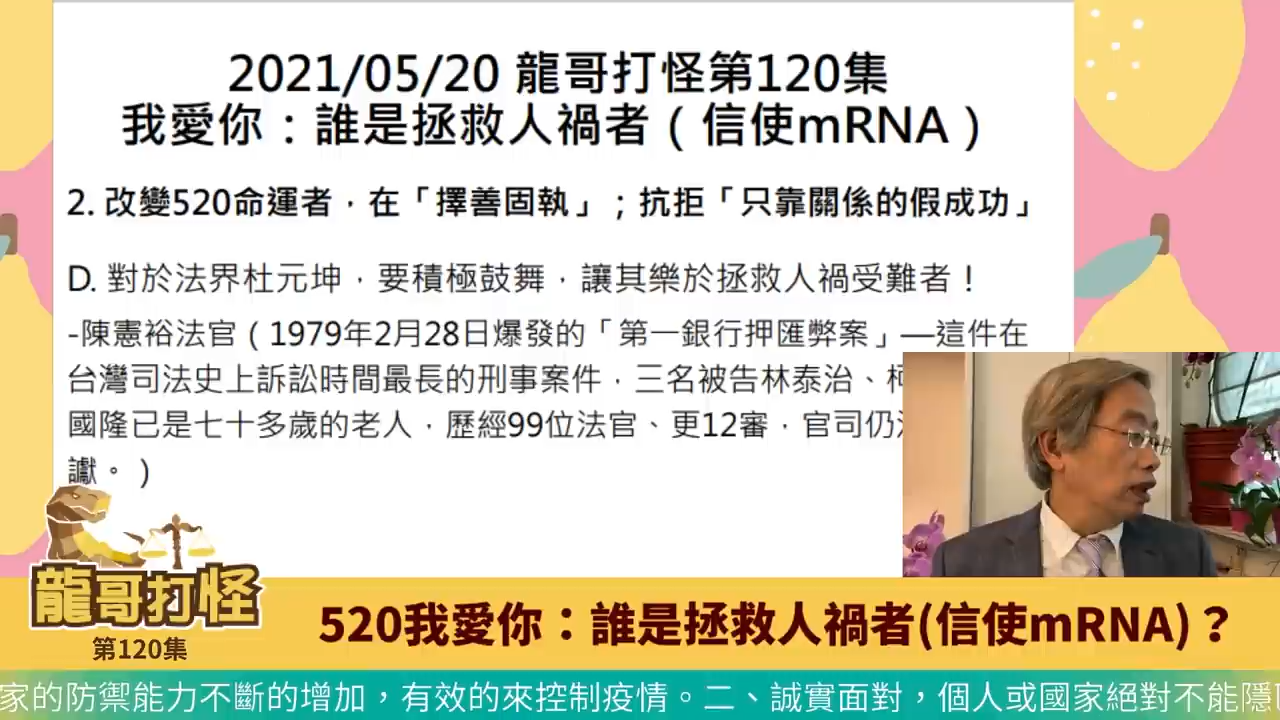 2021/05/20 龍哥打怪第120集
我愛你：誰是拯救人禍者（信使mRNA）
2. 改變520命運者，在「擇善固執」；抗拒「只靠關係的假成功」
D. 對於法界杜元坤，要積極鼓舞，讓其樂於拯救人禍受難者！
-陳憲裕法官（1979年2月28日爆發的「第一銀行押匯弊案」—這件在
台灣司法史上訴訟時間最長的刑事案件，三名被告林泰治、
國隆已是七十多歲的老人，歷經99位法官、更12審，官司仍
讞。）
龍哥打怪
第120集
520我愛你：誰是拯救人禍者(信使mRNA)？
家的防禦能力不斷的增加，有效的來控制疫情。二、誠實面對，個人或國家絕對不能隱